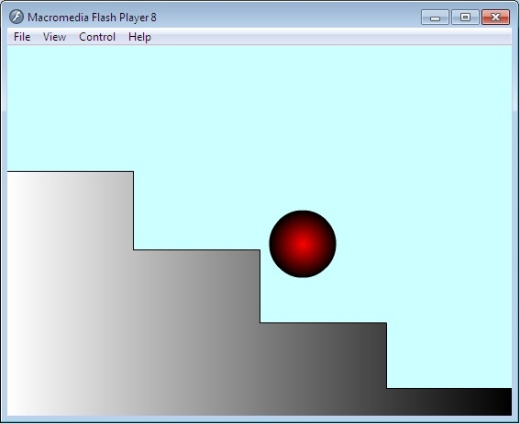 Macromedia Flash Player 8
File View Control Help